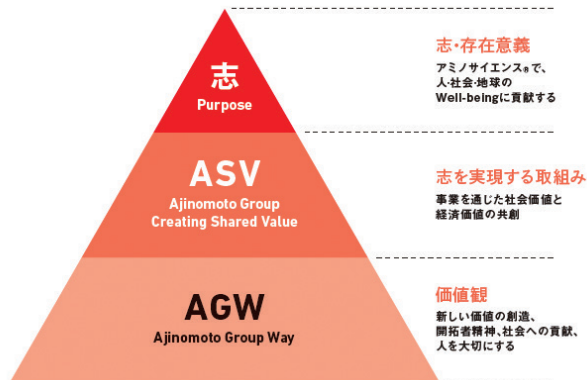 志
Purpose
志・存在意義
アミノサイエンス®で、
人・社会・地球の
Well-beingに貢献する
ASV
Ajinomoto Group
Creating Shared Value
志を実現する取組み
事業を通じた社会価値と
経済価値の共創
AGW
Ajinomoto Group Way
価値観
新しい価値の創造、
開拓者精神、社会への貢献、
人を大切にする